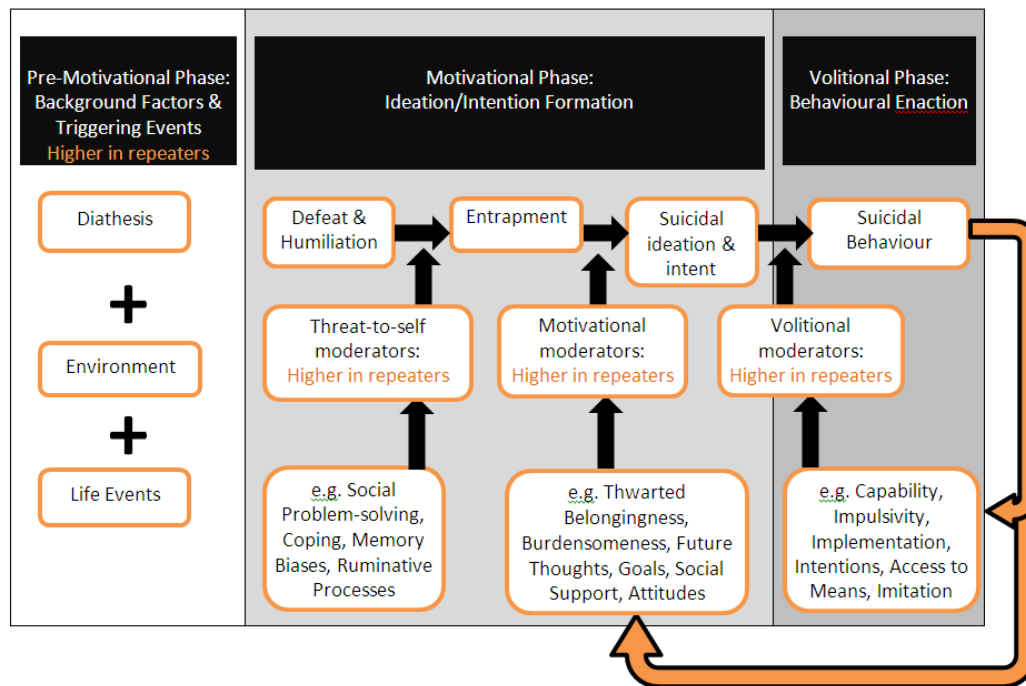 Pre-Motivational Phase:
Background Factors &
Triggering Events
Higher in repeaters
Motivational Phase:
Ideation/Intention Formation
Volitional Phase:
Behavioural Enaction
Diathesis
+
Environment
+
Life Events
Defeat &
Humiliation
Entrapment
Suicidal
ideation &
intent
Suicidal
Behaviour
Threat-to-self
moderators:
Higher in repeaters
Motivational
moderators:
Higher in repeaters
Volitional
moderators:
Higher in repeaters
e.g. Social
Problem-solving,
Coping, Memory
Biases, Ruminative
Processes
e.g. Thwarted
Belongingness,
Burdensomeness, Future
Thoughts, Goals, Social
Support, Attitudes
e.g. Capability,
Impulsivity,
Implementation,
Intentions, Access to
Means, Imitation